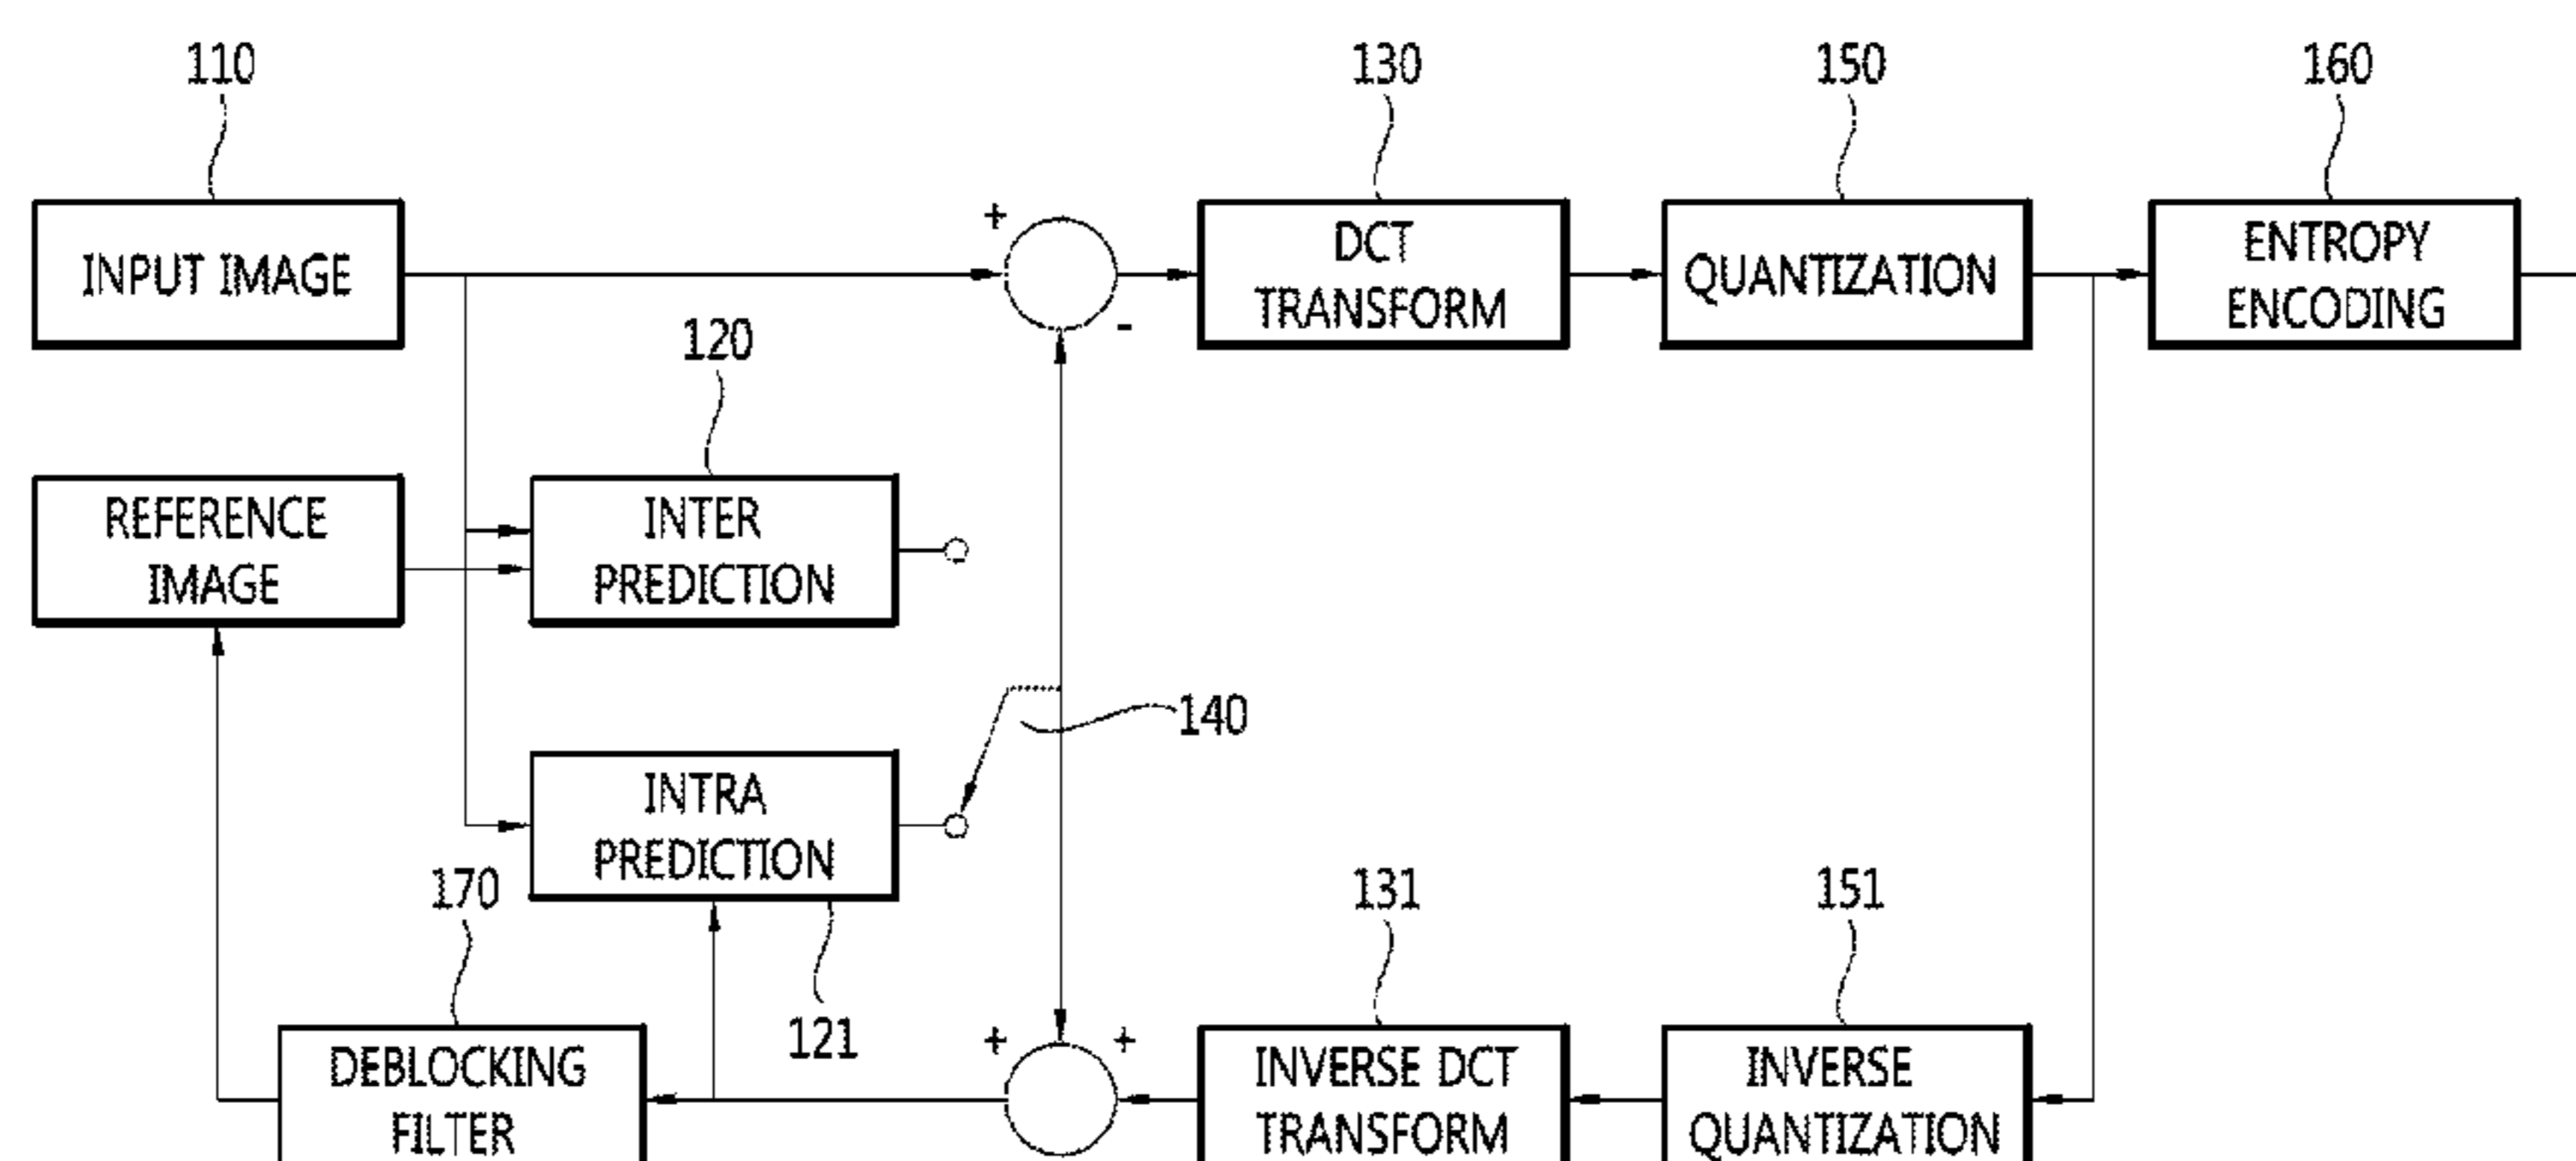 110
130
150
160
INPUT IMAGE
+
-
DCT
TRANSFORM
QUANTIZATION
ENTROPY
ENCODING
120
REFERENCE
IMAGE
INTER
PREDICTION
140
INTRA
PREDICTION
170
121
131
151
DEBLOCKING
FILTER
+
+
INVERSE DCT
TRANSFORM
INVERSE
QUANTIZATION